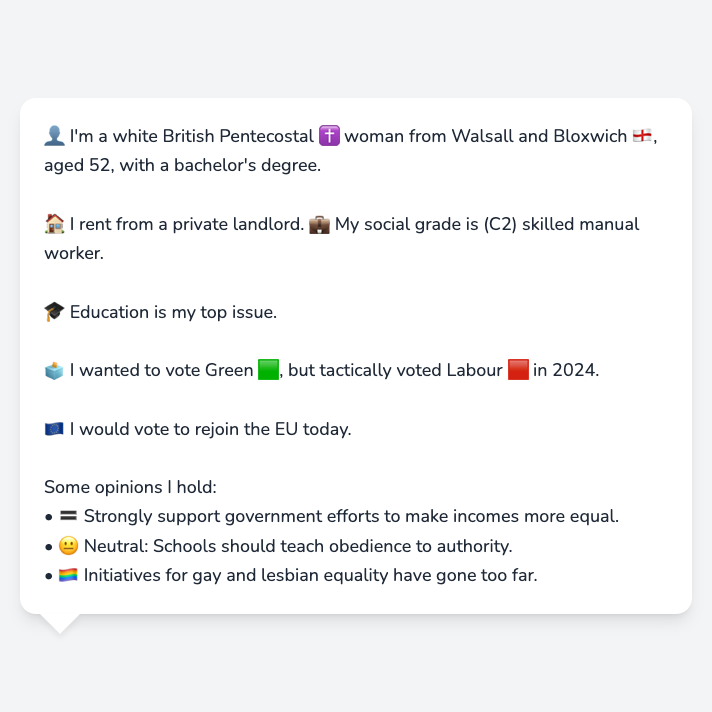 👤 I'm a white British Pentecostal ✝️ woman from Walsall and Bloxwich 🏴󠁧󠁢󠁥󠁮󠁧󠁿,
aged 52, with a bachelor's degree.
🏠 I rent from a private landlord. 💼 My social grade is (C2) skilled manual
worker.
🎓 Education is my top issue.
🗳️ I wanted to vote Green 🟩, but tactically voted Labour 🟥 in 2024.
🇪🇺 I would vote to rejoin the EU today.
Some opinions I hold:
• 🟰 Strongly support government efforts to make incomes more equal.
• 😐 Neutral: Schools should teach obedience to authority.
• 🏳️‍🌈 Initiatives for gay and lesbian equality have gone too far.